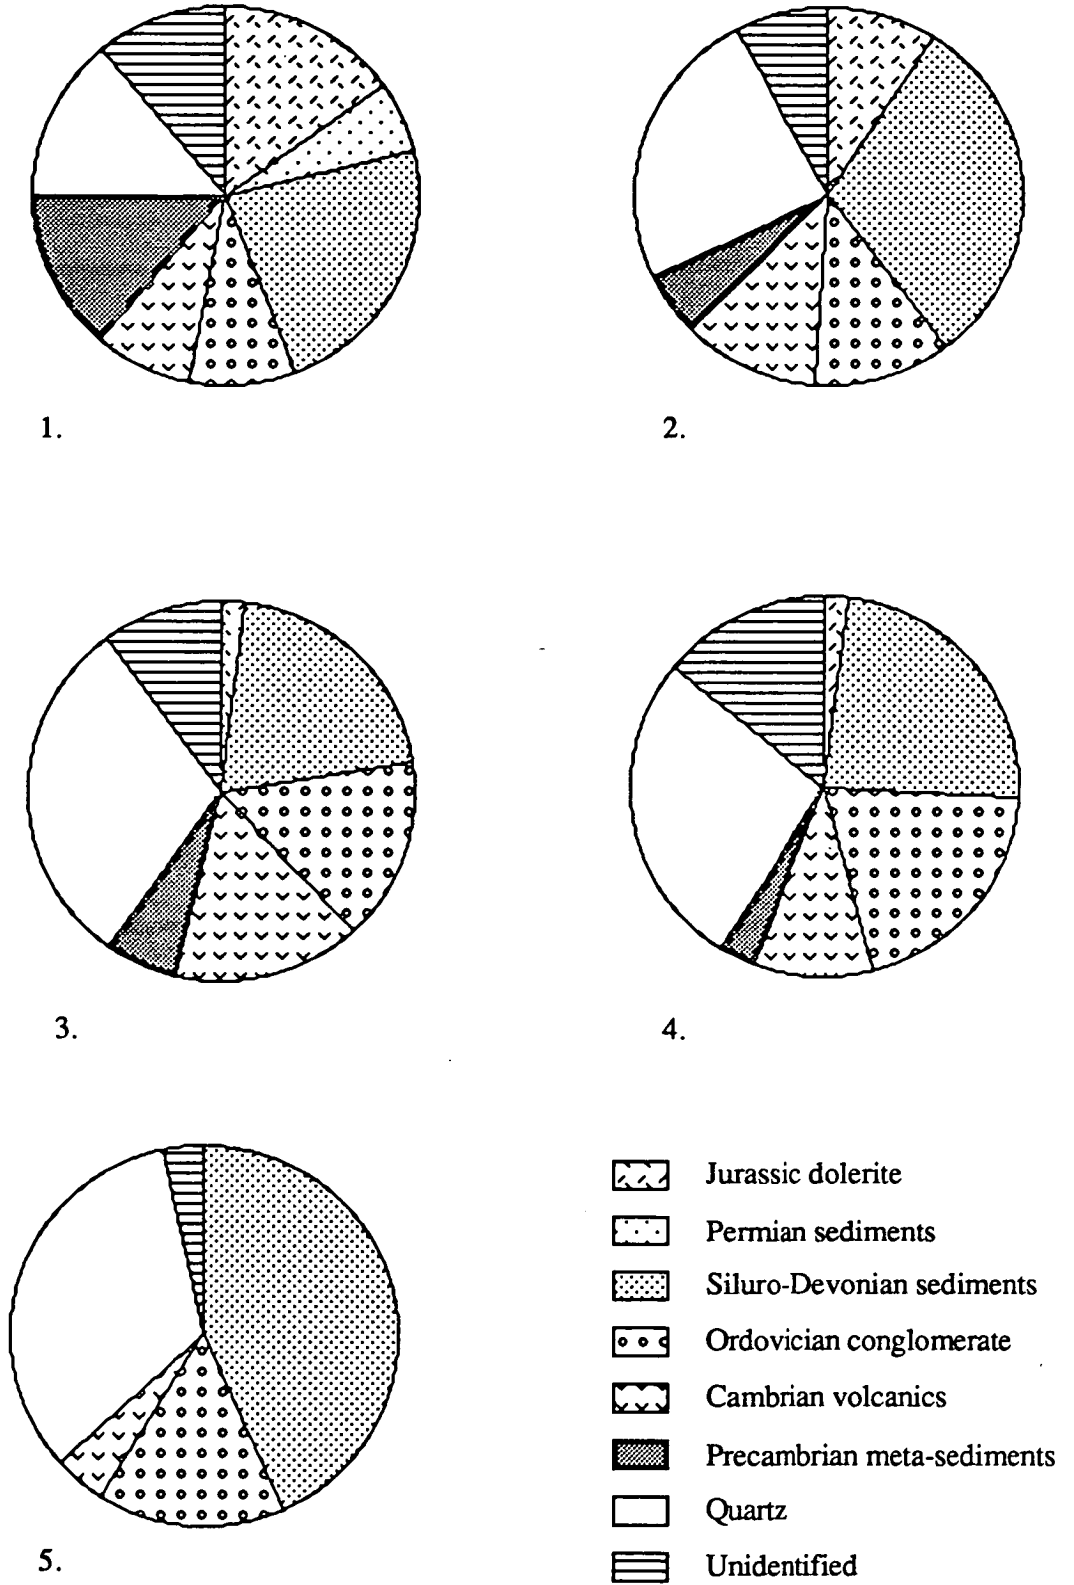 1.
2.
3.
4.
5.
Jurassic dolerite
Permian sediments
Siluro-Devonian sediments
Ordovician conglomerate
Cambrian volcanics
Precambrian meta-sediments
Quartz
Unidentified